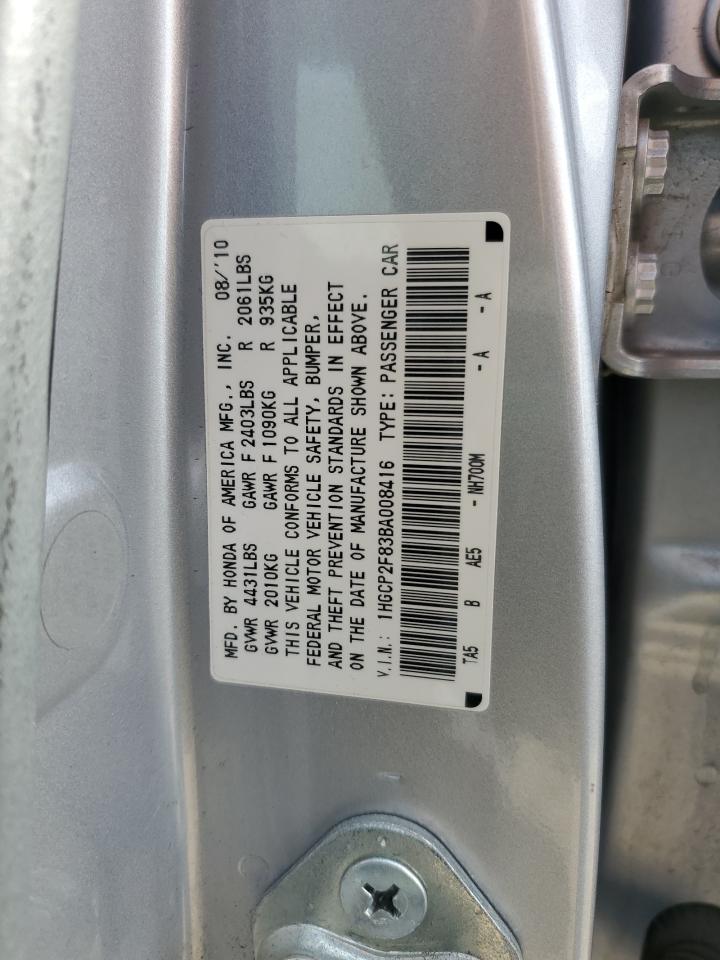 MFD. BY HONDA OF AMERICA MFG., INC. 08/'10
GVWR 4431LBS GAWR F 2403LBS R 2061LBS
GVWR 2010KG GAWR F 1090KG R 935KG
THIS VEHICLE CONFORMS TO ALL APPLICABLE
FEDERAL MOTOR VEHICLE SAFETY, BUMPER,
AND THEFT PREVENTION STANDARDS IN EFFECT
ON THE DATE OF MANUFACTURE SHOWN ABOVE.
V.I.N.: 1HGCP2F83BA008416 TYPE: PASSENGER CAR
TA5 B AE5 - NH700M - A - A